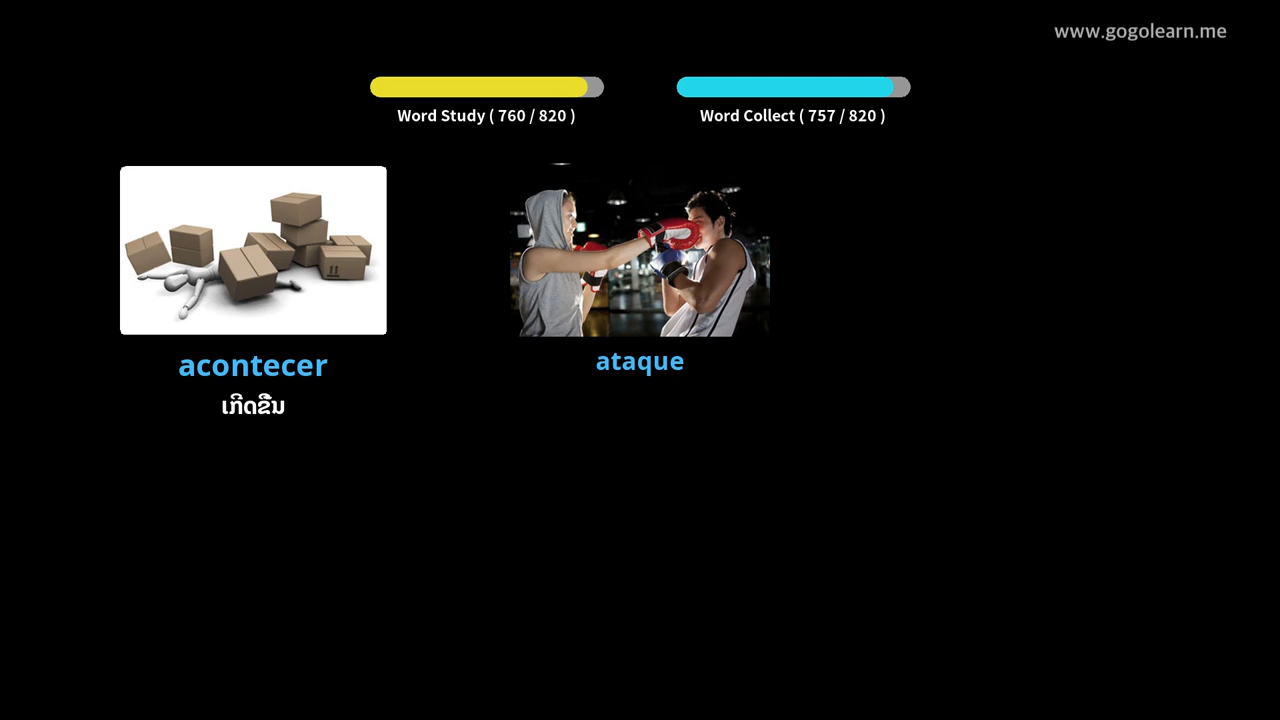 www.gogolearn.me
Word Study ( 760 / 820 )
Word Collect ( 757 / 820 )
acontecer
ເກີດຂຶ້ນ
ataque